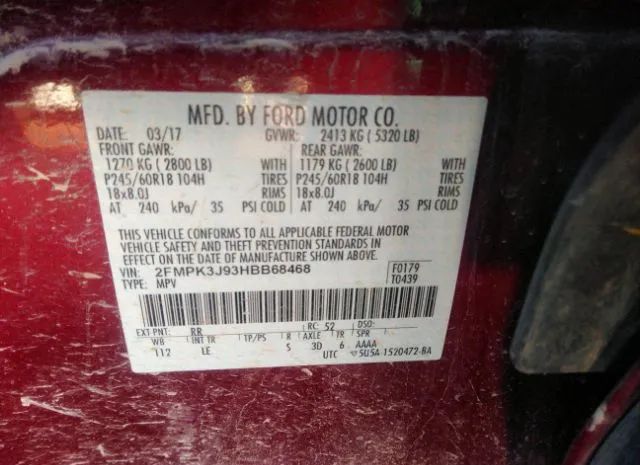 MFD. BY FORD MOTOR CO.
DATE: 03/17 GVWR: 2413 KG ( 5320 LB)
FRONT GAWR: REAR GAWR:
1270 KG ( 2800 LB) WITH 1179 KG ( 2600 LB) WITH
P245/60R18 104H TIRES P245/60R18 104H TIRES
18x8.0J RIMS 18x8.0J RIMS
AT 240 kPa/ 35 PSI COLD AT 240 kPa/ 35 PSI COLD
THIS VEHICLE CONFORMS TO ALL APPLICABLE FEDERAL MOTOR
VEHICLE SAFETY AND THEFT PREVENTION STANDARDS IN
EFFECT ON THE DATE OF MANUFACTURE SHOWN ABOVE.
VIN: 2FMPK3J93HBB68468 F0179
TYPE: MPV T0439
EXT PNT: RR RC: 52 DSO:
WB INT TR TP/PS R AXLE TR SPR
112 LE S 3D 6 AAAA
UTC 5U5A-1520472-BA